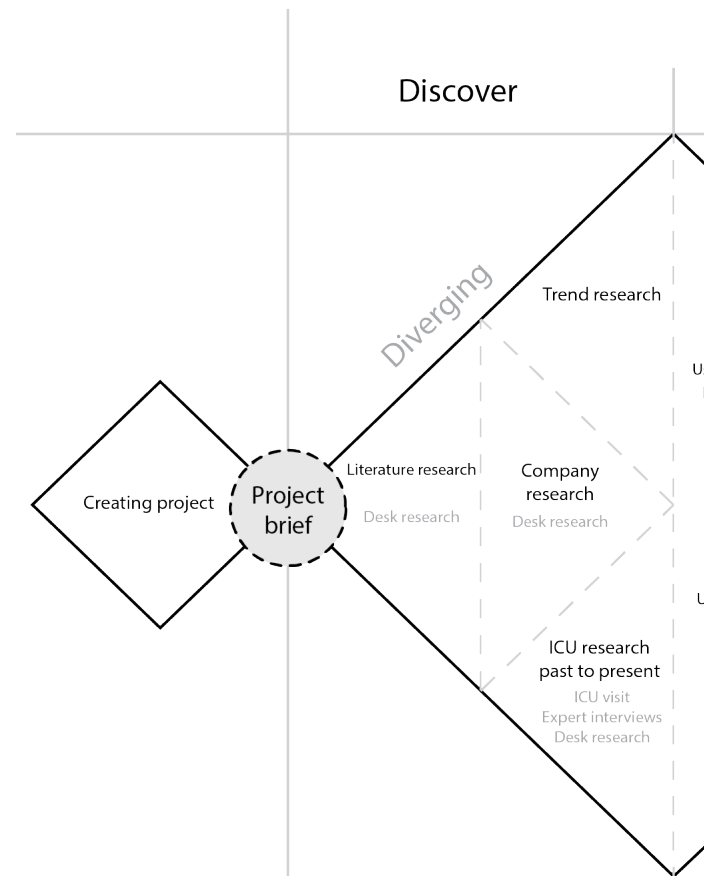 Discover
Diverging
Trend research
Literature research
Desk research
Company
research
Desk research
Creating project
Project
brief
ICU research
past to present
ICU visit
Expert interviews
Desk research